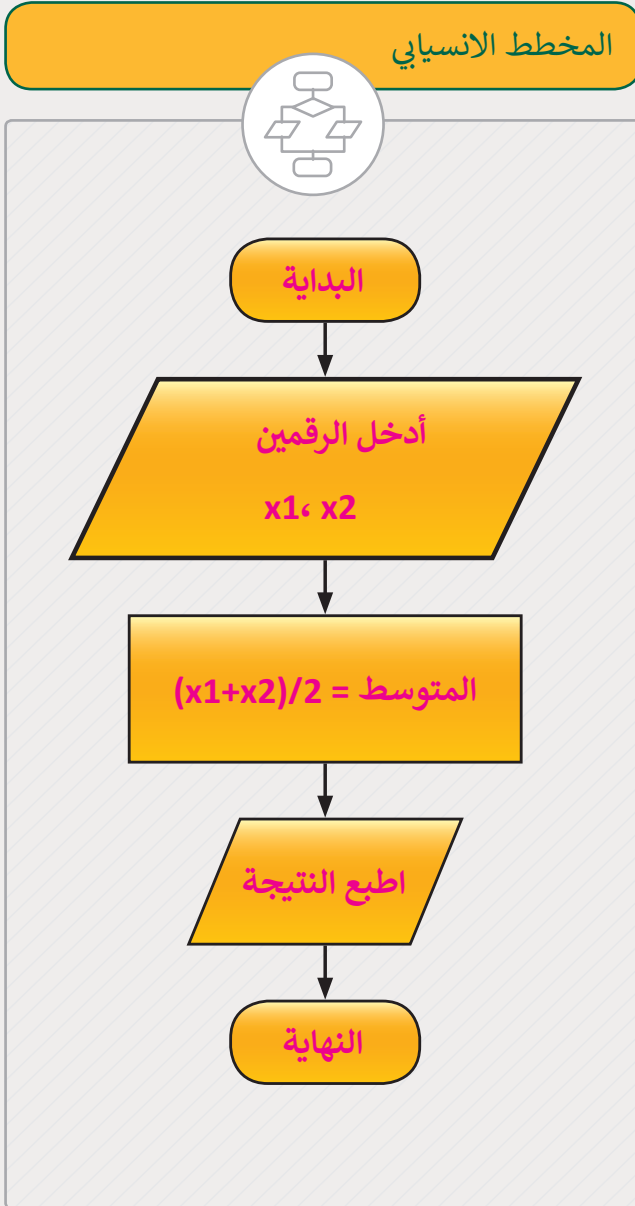 المخطط الانسيابي
البداية
أدخل الرقمين
x1، x2
المتوسط = (x1+x2)/2
اطبع النتيجة
النهاية